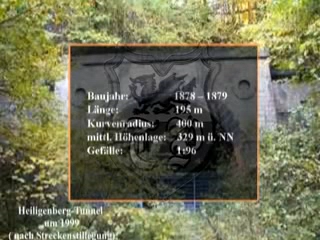 Baujahr: 1878 – 1879
Länge: 195 m
Kurvenradius: 400 m
mittl. Höhenlage: 329 m ü. NN
Gefälle: 1:96
Heiligenberg-Tunnel
um 1999
( nach Streckenstillegung)